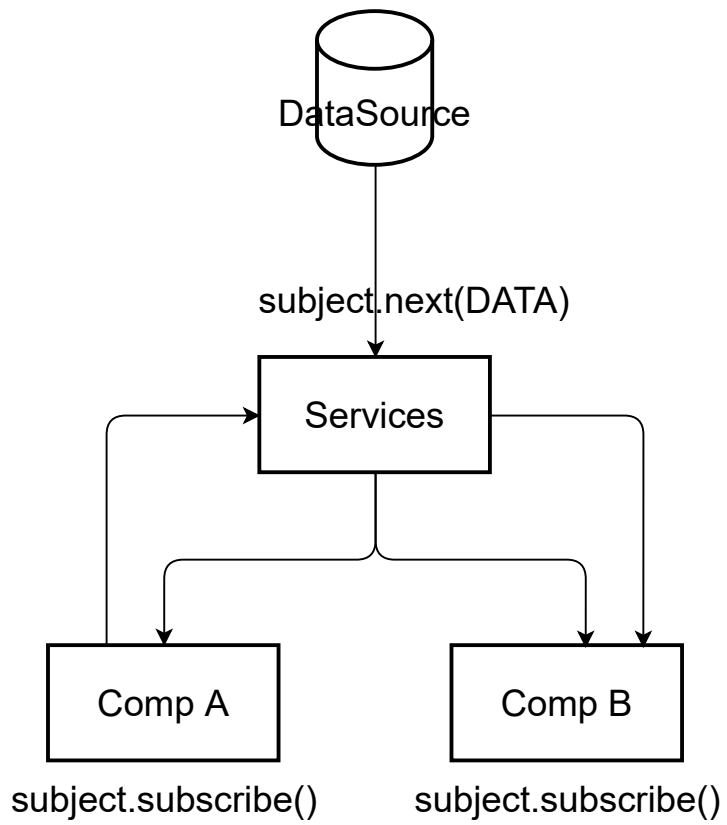 DataSource
subject.next(DATA)
Services
Comp A
Comp B
subject.subscribe()
subject.subscribe()